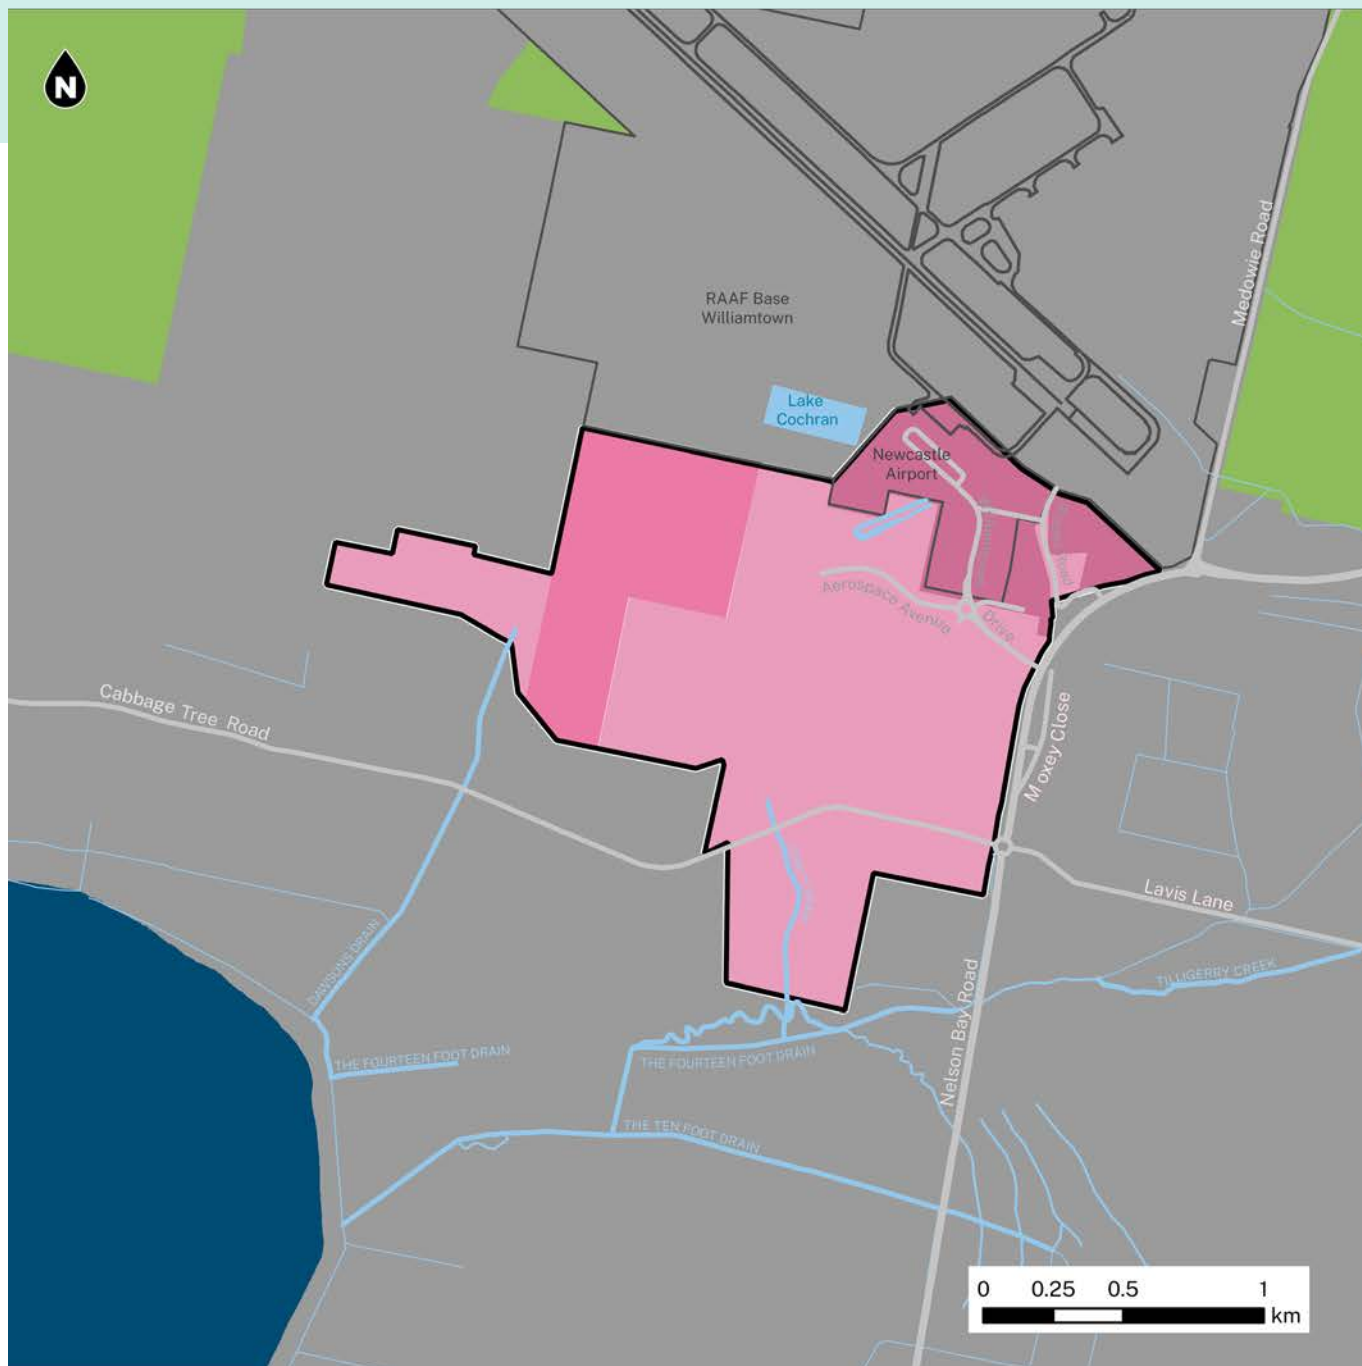 N
Medowie Road
RAAF Base
Williamtown
Lake
Cochran
Newcastle
Airport
Road
Aerospace Avenue
Drive
Cabbage Tree Road
Moxey Close
Lavis Lane
DAWSONS DRAIN
TILLIGERRY CREEK
Nelson Bay Road
THE FOURTEEN FOOT DRAIN
THE FOURTEEN FOOT DRAIN
THE TEN FOOT DRAIN
0 0.25 0.5 1
km